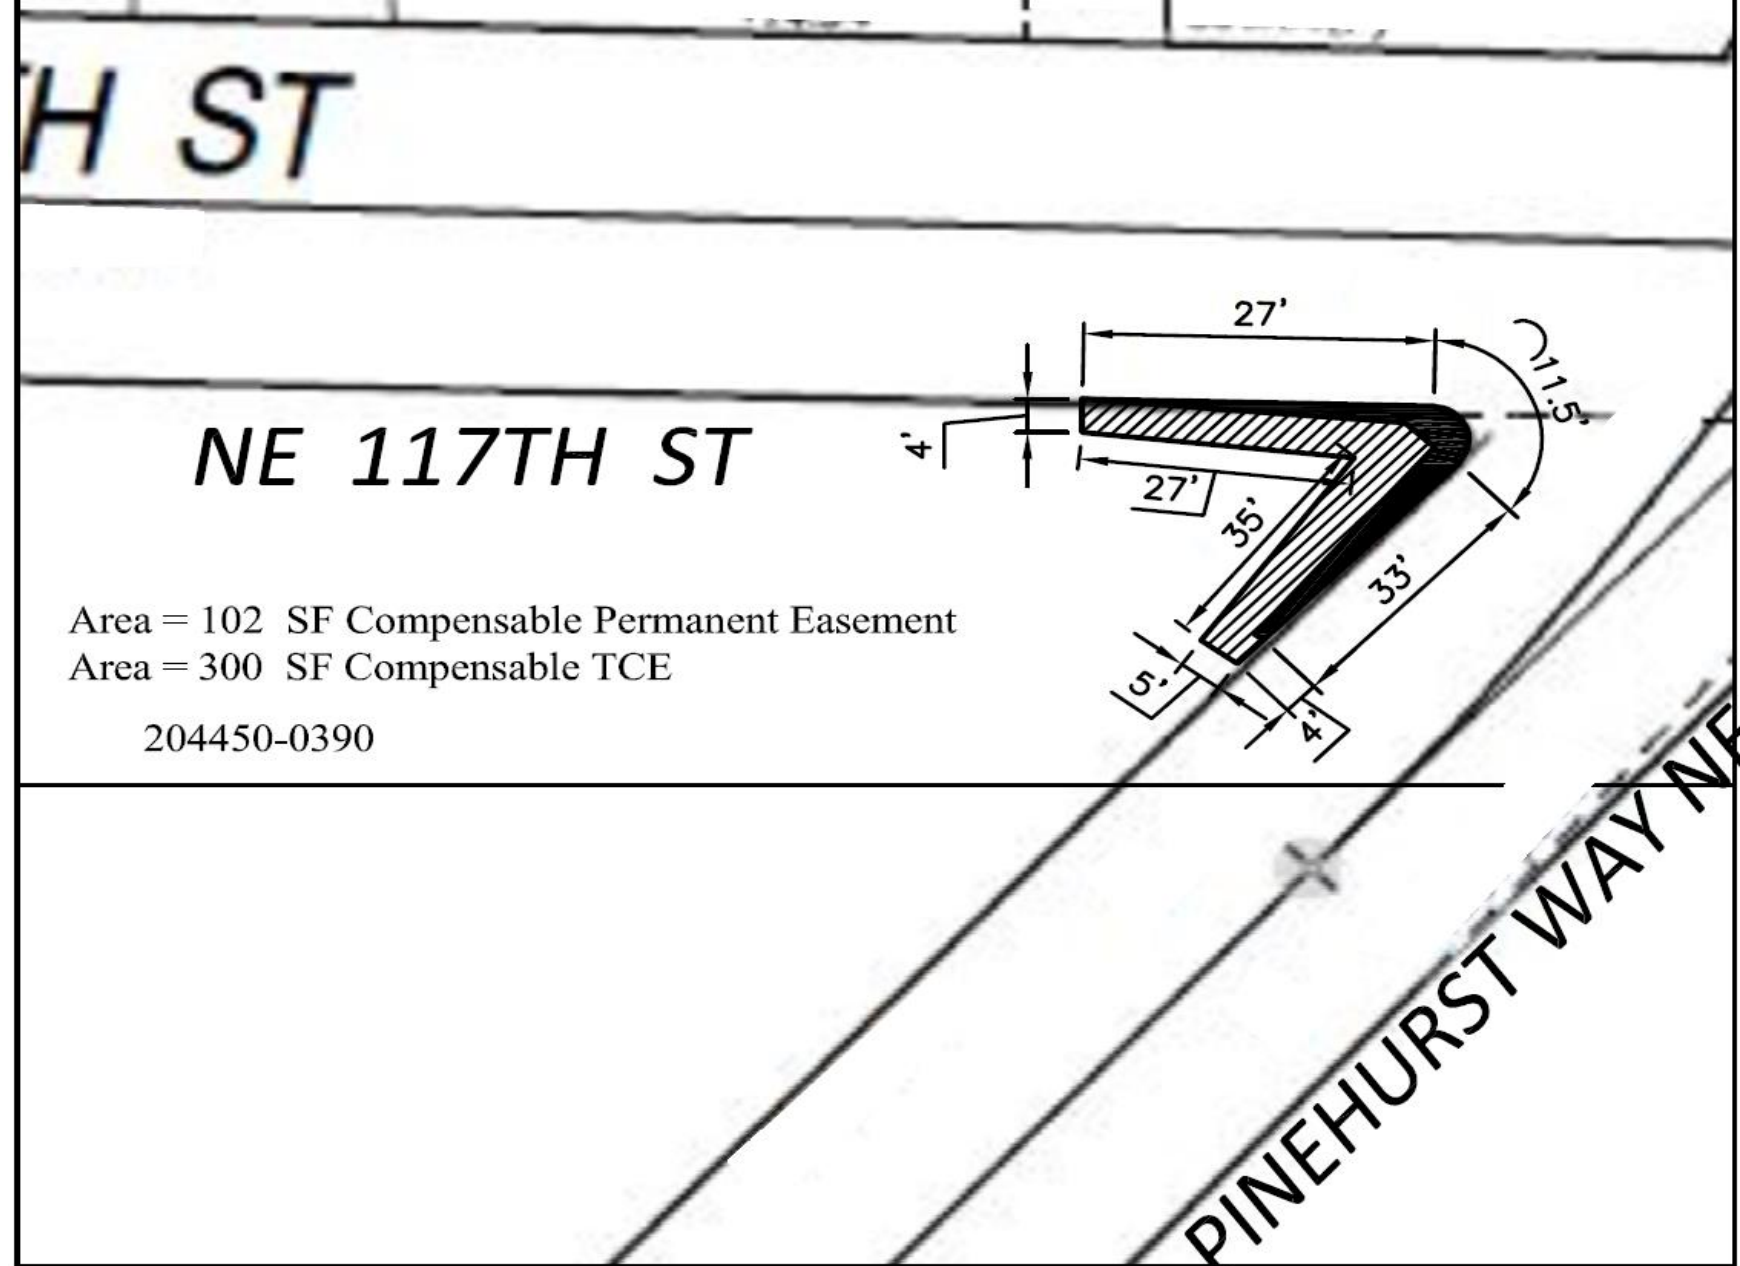 TH ST
27'
11.5'
4'
NE 117TH ST
27'
35'
33'
Area = 102 SF Compensable Permanent Easement
Area = 300 SF Compensable TCE
5'
4'
204450-0390
PINEHURST WAY NE